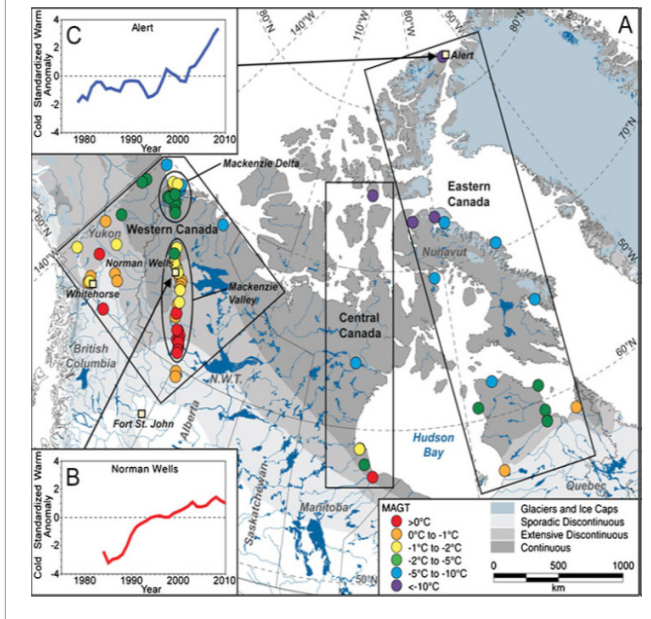 C
Alert
Cold Standardized Warm
Anomaly
4
2
0
-2
-4
1980
1990
2000
2010
Year
A
80°N
110°W
80°W
50°W
80°N
20°W
70°N
50°W
60°N
60°N
140°W
50°N
Alert
Mackenzie Delta
Eastern
Canada
Western Canada
Yukon
Norman Wells
Nunavut
Mackenzie
Valley
Whitehorse
Central
Canada
British
Columbia
N.W.T.
Fort St. John
Alberta
Hudson
Bay
Quebec
Saskatchewan
Manitoba
B
Norman Wells
Cold Standardized Warm
Anomaly
4
2
0
-2
-4
1980
1990
2000
2010
Year
MAGT
>0°C
0°C to -1°C
-1°C to -2°C
-2°C to -5°C
-5°C to -10°C
<-10°C
Glaciers and Ice Caps
Sporadic Discontinuous
Extensive Discontinuous
Continuous
0
500
1000
km